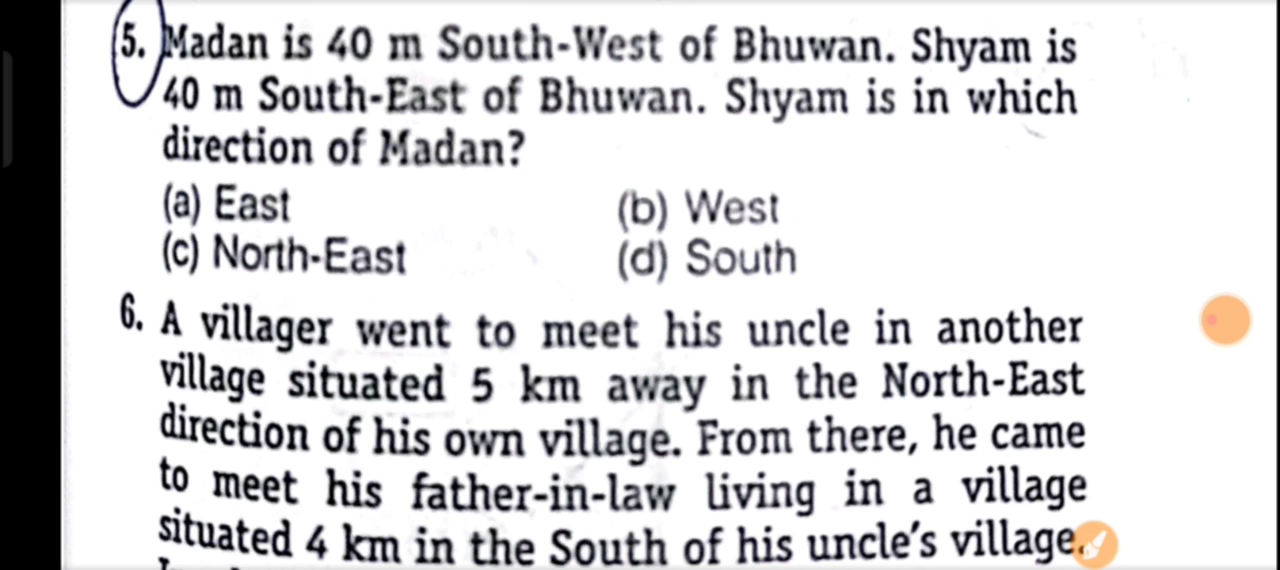 5. Madan is 40 m South-West of Bhuwan. Shyam is
40 m South-East of Bhuwan. Shyam is in which
direction of Madan?
(a) East (b) West
(c) North-East (d) South
6. A villager went to meet his uncle in another
village situated 5 km away in the North-East
direction of his own village. From there, he came
to meet his father-in-law living in a village
situated 4 km in the South of his uncle's village.